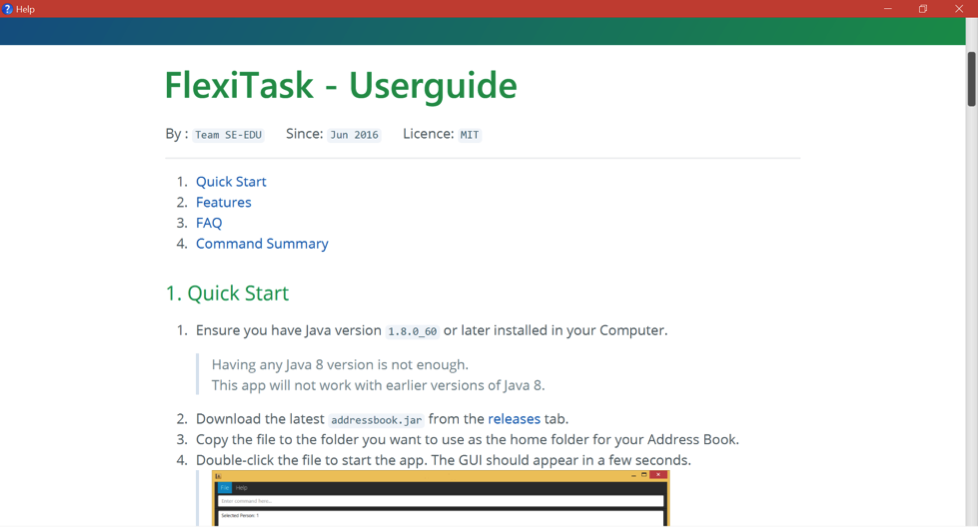 Help
FlexiTask - Userguide
By : Team SE-EDU Since: Jun 2016 Licence: MIT
1. Quick Start
2. Features
3. FAQ
4. Command Summary
1. Quick Start
1. Ensure you have Java version 1.8.0_60 or later installed in your Computer.
Having any Java 8 version is not enough.
This app will not work with earlier versions of Java 8.
2. Download the latest addressbook.jar from the releases tab.
3. Copy the file to the folder you want to use as the home folder for your Address Book.
4. Double-click the file to start the app. The GUI should appear in a few seconds.
File Help
Enter command here...
Selected Person: 1